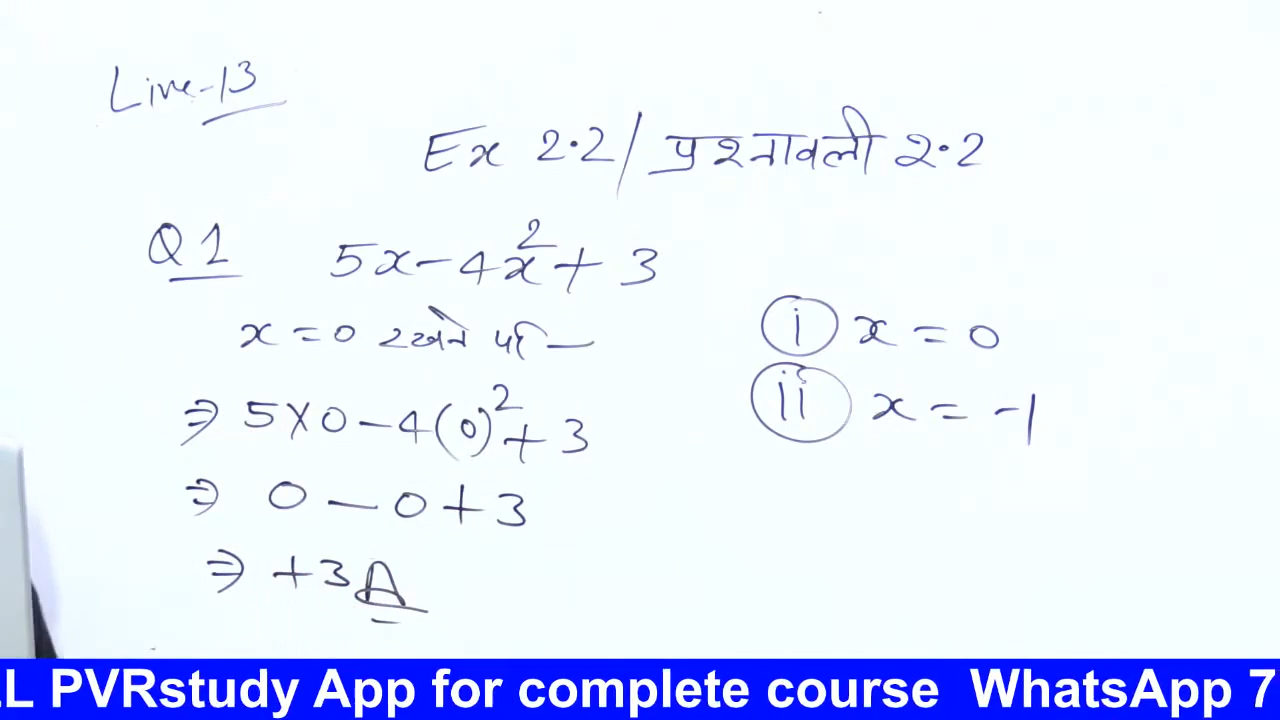 Live-13
Ex 2.2/ प्रश्नावली 2.2
Q1 5x-4x²+3
x=0 रखने पर —
⇒ 5×0-4(0)²+3
⇒ 0-0+3
⇒ +3 A
i x=0
ii x=-1
LL PVRstudy App for complete course WhatsApp 7